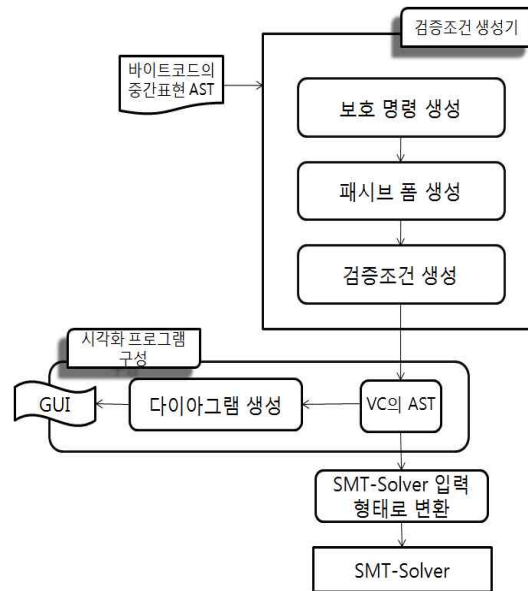 검증조건 생성기
바이트코드의
중간표현 AST
보호 명령 생성
패시브 폼 생성
검증조건 생성
시각화 프로그램
구성
GUI
다이아그램 생성
VC의 AST
SMT-Solver 입력
형태로 변환
SMT-Solver